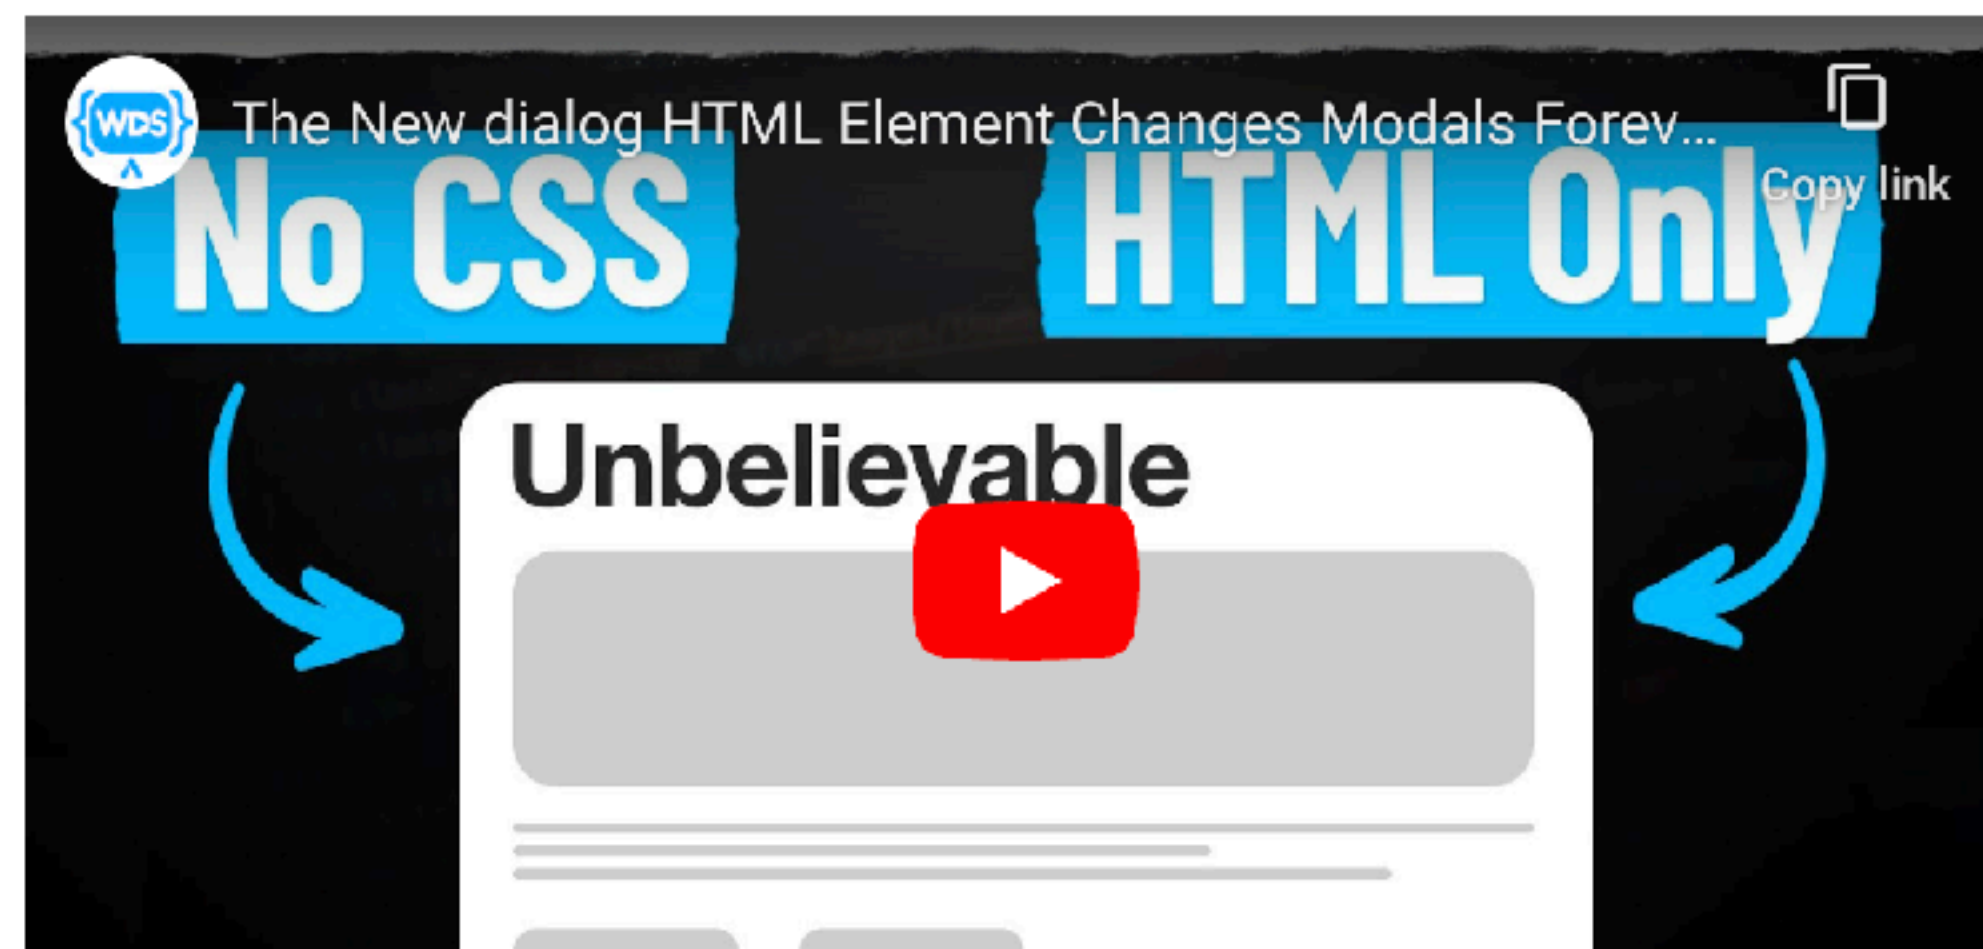 WDS
The New dialog HTML Element Changes Modals Forev...
Copy link
No CSS
HTML Only
Unbelievable